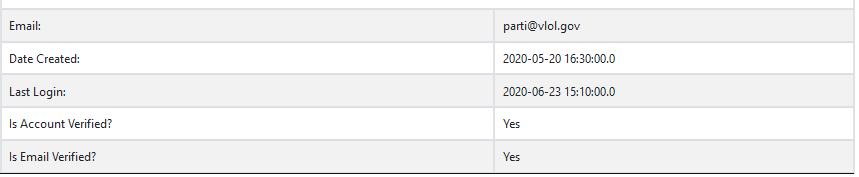 Email: parti@vlol.gov
Date Created: 2020-05-20 16:30:00.0
Last Login: 2020-06-23 15:10:00.0
Is Account Verified? Yes
Is Email Verified? Yes